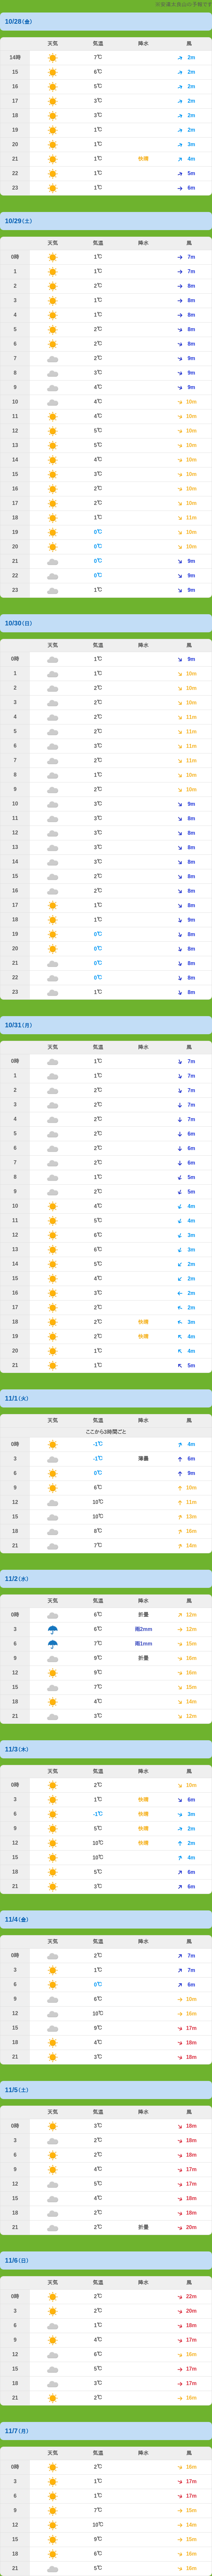 ※安達太良山の予報です
10/28(金)
天気 気温 降水 風
14時 7℃ 2m
15 6℃ 2m
16 5℃ 2m
17 3℃ 2m
18 3℃ 2m
19 1℃ 2m
20 1℃ 3m
21 1℃ 快晴 4m
22 1℃ 5m
23 1℃ 6m
10/29(土)
天気 気温 降水 風
0時 1℃ 7m
1 1℃ 7m
2 2℃ 8m
3 1℃ 8m
4 1℃ 8m
5 2℃ 8m
6 2℃ 8m
7 2℃ 9m
8 3℃ 9m
9 4℃ 9m
10 4℃ 10m
11 4℃ 10m
12 5℃ 10m
13 5℃ 10m
14 4℃ 10m
15 3℃ 10m
16 2℃ 10m
17 2℃ 10m
18 1℃ 11m
19 0℃ 10m
20 0℃ 10m
21 0℃ 9m
22 0℃ 9m
23 1℃ 9m
10/30(日)
天気 気温 降水 風
0時 1℃ 9m
1 1℃ 10m
2 2℃ 10m
3 2℃ 10m
4 2℃ 11m
5 2℃ 11m
6 3℃ 11m
7 2℃ 11m
8 1℃ 10m
9 2℃ 10m
10 3℃ 9m
11 3℃ 8m
12 3℃ 8m
13 3℃ 8m
14 3℃ 8m
15 2℃ 8m
16 2℃ 8m
17 1℃ 8m
18 1℃ 9m
19 0℃ 8m
20 0℃ 8m
21 0℃ 8m
22 0℃ 8m
23 1℃ 8m
10/31(月)
天気 気温 降水 風
0時 1℃ 7m
1 1℃ 7m
2 2℃ 7m
3 2℃ 7m
4 2℃ 7m
5 2℃ 6m
6 2℃ 6m
7 2℃ 6m
8 1℃ 5m
9 2℃ 5m
10 4℃ 4m
11 5℃ 4m
12 6℃ 3m
13 6℃ 3m
14 5℃ 2m
15 4℃ 2m
16 3℃ 2m
17 2℃ 2m
18 2℃ 快晴 3m
19 2℃ 快晴 4m
20 1℃ 4m
21 1℃ 5m
11/1(火)
天気 気温 降水 風
ここから3時間ごと
0時 -1℃ 4m
3 -1℃ 薄曇 6m
6 0℃ 9m
9 6℃ 10m
12 10℃ 11m
15 10℃ 13m
18 8℃ 16m
21 7℃ 14m
11/2(水)
天気 気温 降水 風
0時 6℃ 折曇 12m
3 6℃ 雨2mm 12m
6 7℃ 雨1mm 15m
9 9℃ 折曇 16m
12 9℃ 16m
15 7℃ 15m
18 4℃ 14m
21 3℃ 12m
11/3(木)
天気 気温 降水 風
0時 2℃ 10m
3 1℃ 快晴 6m
6 -1℃ 快晴 3m
9 5℃ 快晴 2m
12 10℃ 快晴 2m
15 10℃ 4m
18 5℃ 6m
21 3℃ 6m
11/4(金)
天気 気温 降水 風
0時 2℃ 7m
3 1℃ 7m
6 0℃ 6m
9 6℃ 10m
12 10℃ 16m
15 9℃ 17m
18 4℃ 18m
21 3℃ 18m
11/5(土)
天気 気温 降水 風
0時 3℃ 18m
3 2℃ 18m
6 2℃ 18m
9 4℃ 17m
12 5℃ 17m
15 4℃ 18m
18 2℃ 18m
21 2℃ 折曇 20m
11/6(日)
天気 気温 降水 風
0時 3℃ 22m
3 2℃ 20m
6 1℃ 18m
9 4℃ 17m
12 6℃ 16m
15 5℃ 17m
18 3℃ 17m
21 2℃ 16m
11/7(月)
天気 気温 降水 風
0時 2℃ 16m
3 1℃ 17m
6 1℃ 17m
9 7℃ 15m
12 10℃ 14m
15 9℃ 15m
18 6℃ 16m
21 5℃ 16m